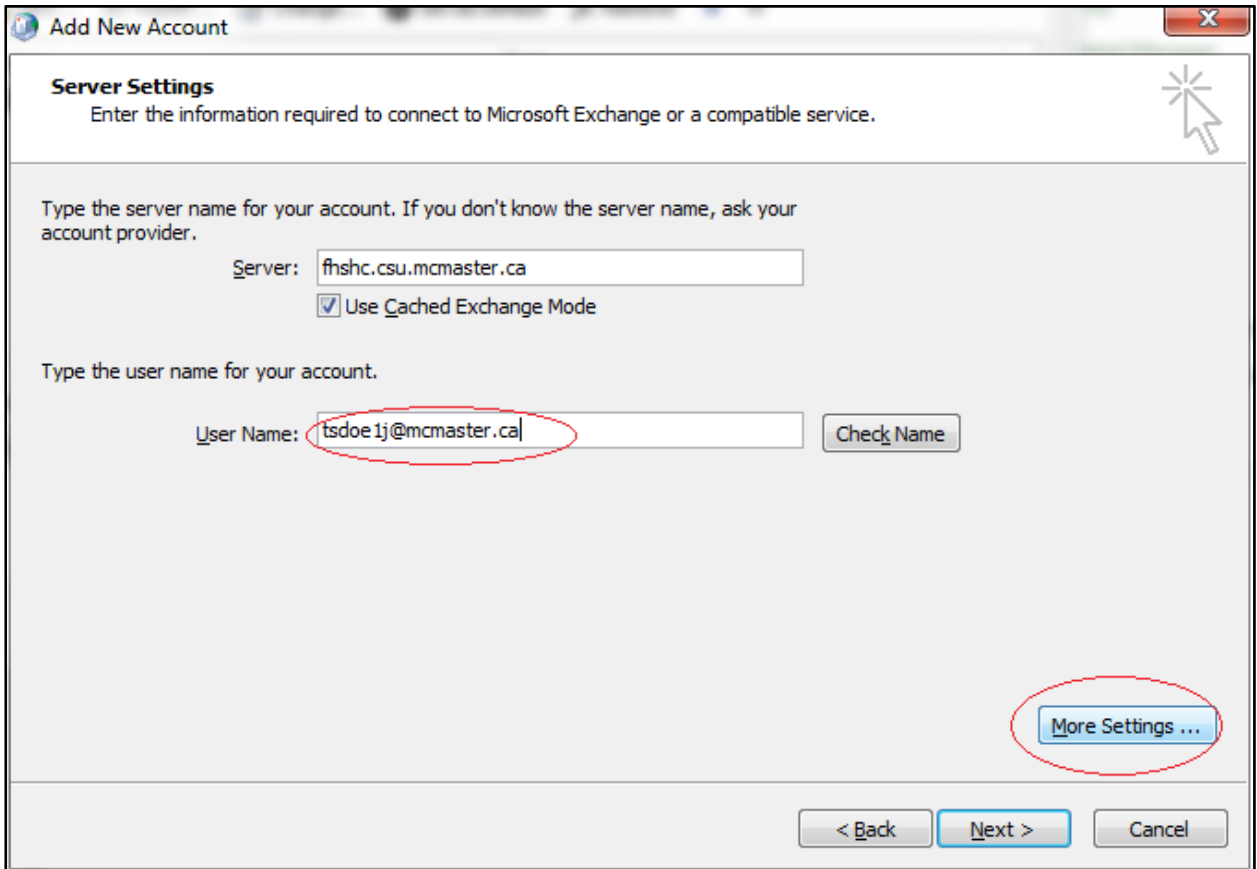 Add New Account
Server Settings
Enter the information required to connect to Microsoft Exchange or a compatible service.
Type the server name for your account. If you don't know the server name, ask your
account provider.
Server: fhshc.csu.mcmaster.ca
Use Cached Exchange Mode
Type the user name for your account.
User Name: tsdoe1j@mcmaster.ca Check Name
More Settings ...
< Back Next > Cancel